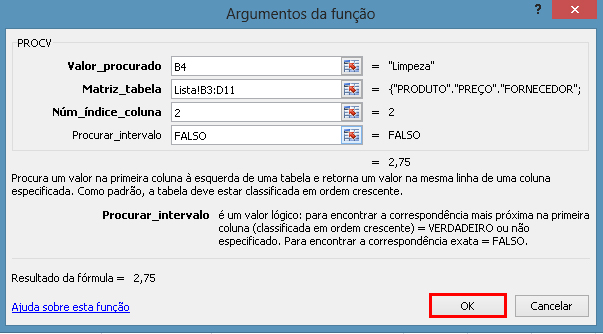 Argumentos da função
? ×
PROCV
Valor_procurado B4 = "Limpeza"
Matriz_tabela Lista!B3:D11 = {"PRODUTO"."PREÇO"."FORNECEDOR";
Núm_índice_coluna 2 = 2
Procurar_intervalo FALSO = FALSO
= 2,75
Procura um valor na primeira coluna à esquerda de uma tabela e retorna um valor na mesma linha de uma coluna
especificada. Como padrão, a tabela deve estar classificada em ordem crescente.
Procurar_intervalo é um valor lógico: para encontrar a correspondência mais próxima na primeira
coluna (classificada em ordem crescente) = VERDADEIRO ou não
especificado. Para encontrar a correspondência exata = FALSO.
Resultado da fórmula = 2,75
Ajuda sobre esta função
OK Cancelar